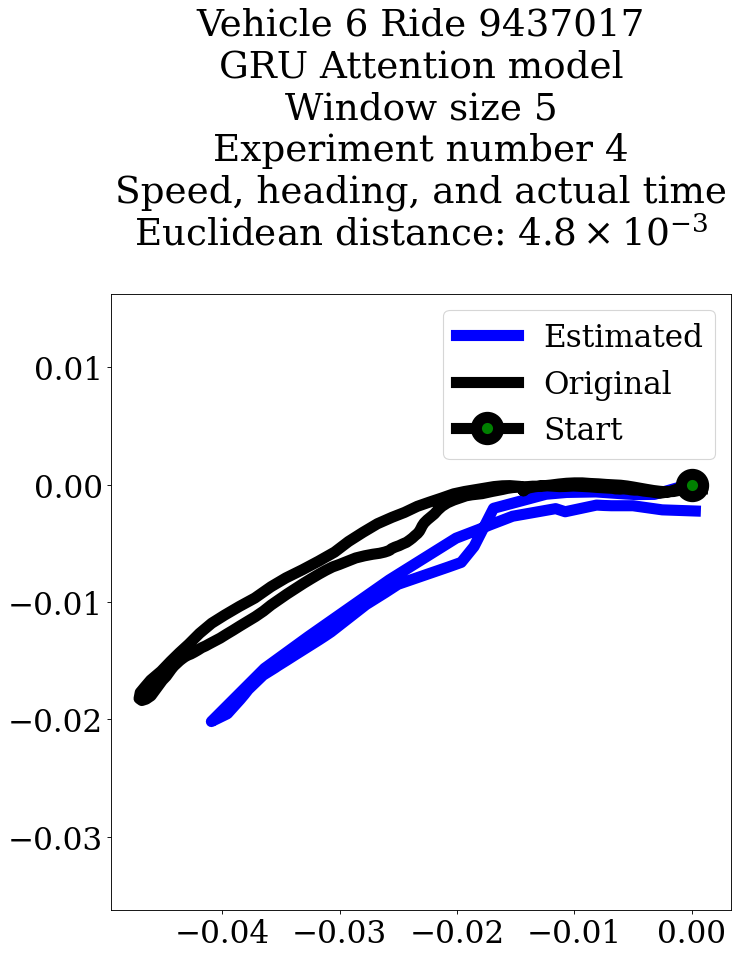 Vehicle 6 Ride 9437017
GRU Attention model
Window size 5
Experiment number 4
Speed, heading, and actual time
Euclidean distance: 4.8 × 10⁻³
Estimated
Original
Start
0.01
0.00
−0.01
−0.02
−0.03
−0.04 −0.03 −0.02 −0.01 0.00